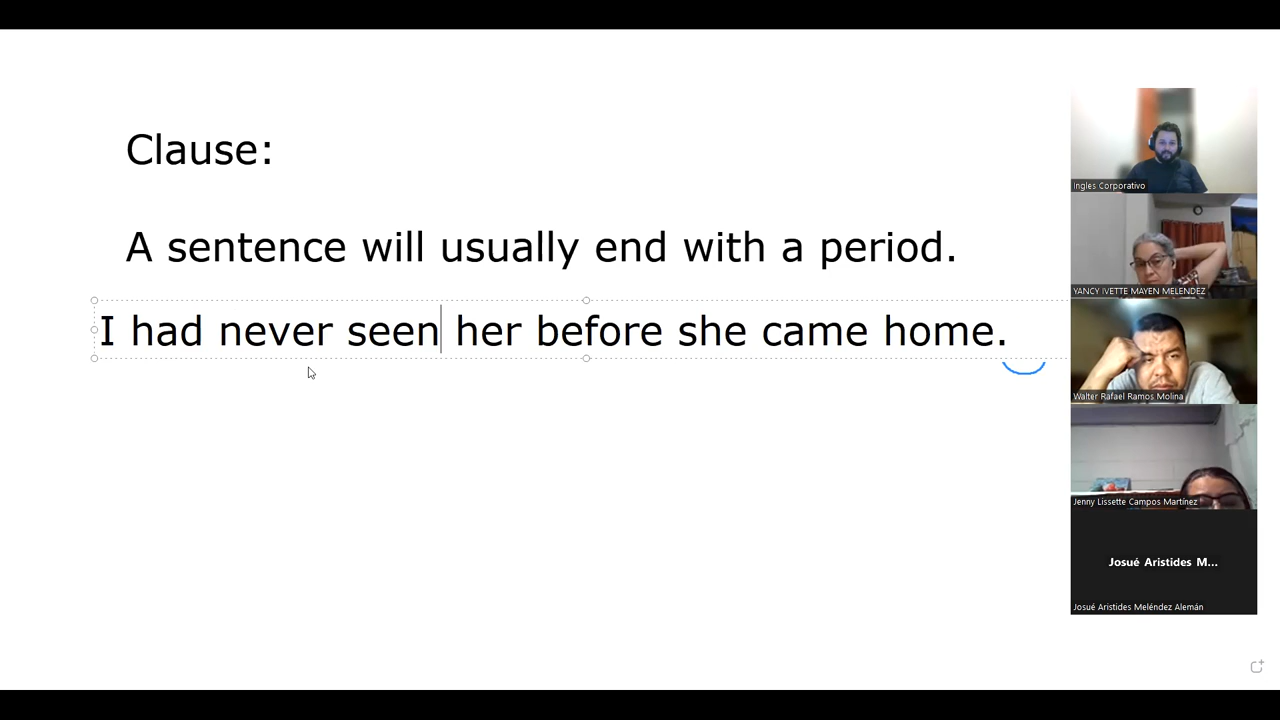 Clause:
A sentence will usually end with a period.
I had never seen her before she came home.
Ingles Corporativo
YANCY IVETTE MAYEN MELENDEZ
Walter Rafael Ramos Molina
Jenny Lissette Campos Martínez
Josué Aristides M...
Josué Aristides Meléndez Alemán